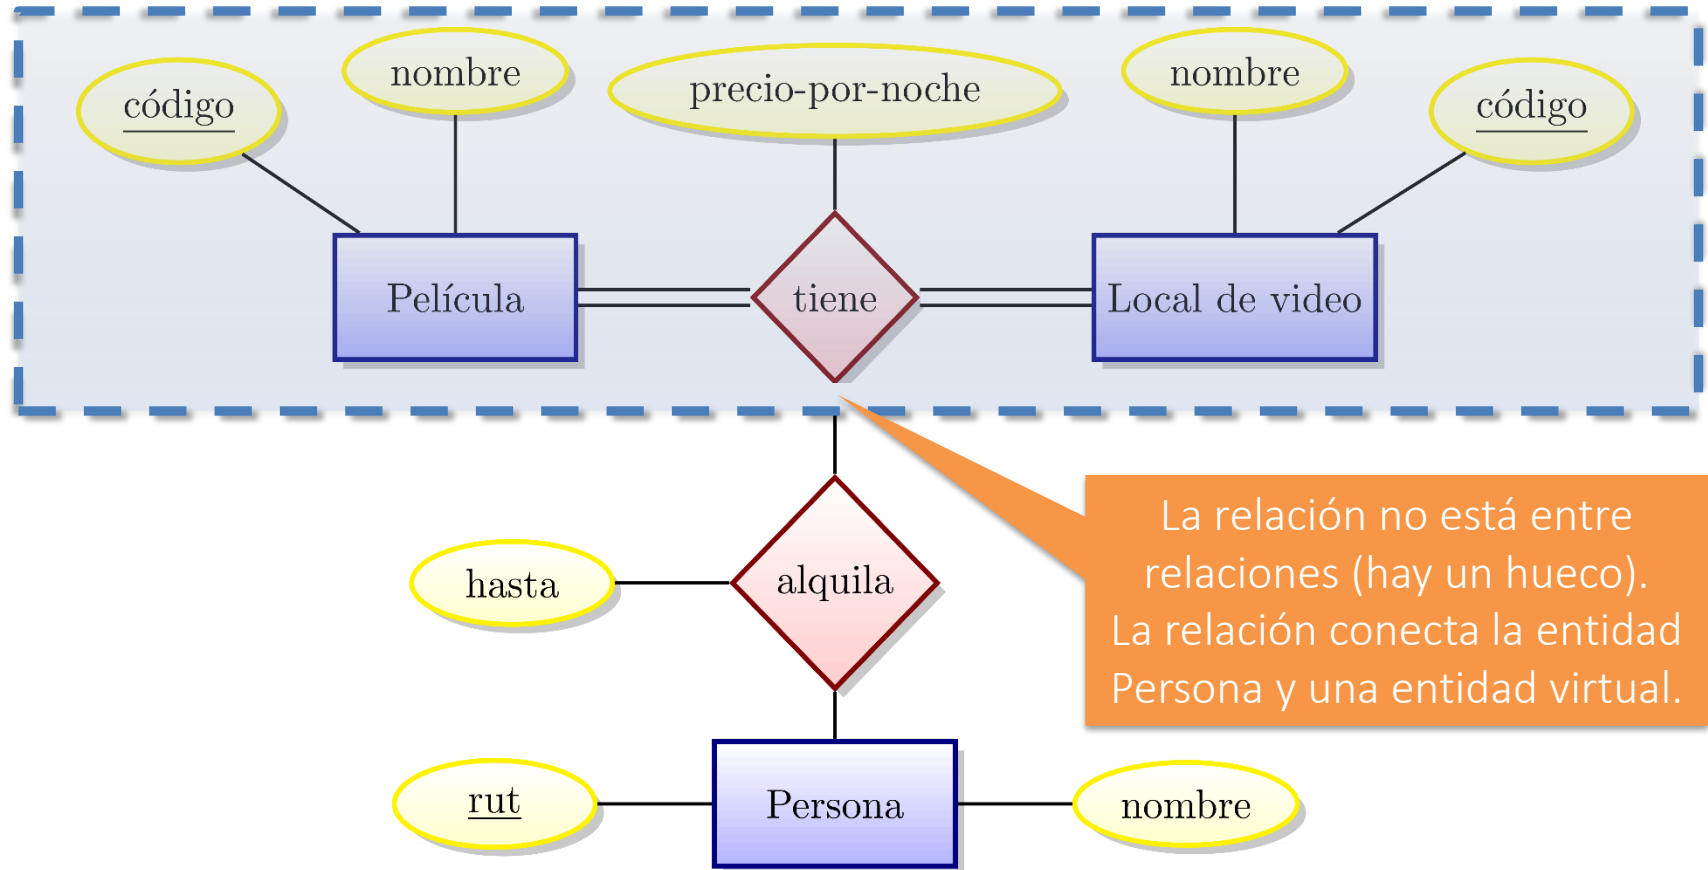 nombre
nombre
precio-por-noche
código
código
Película
tiene
Local de video
La relación no está entre
relaciones (hay un hueco).
La relación conecta la entidad
Persona y una entidad virtual.
hasta
alquila
rut
Persona
nombre